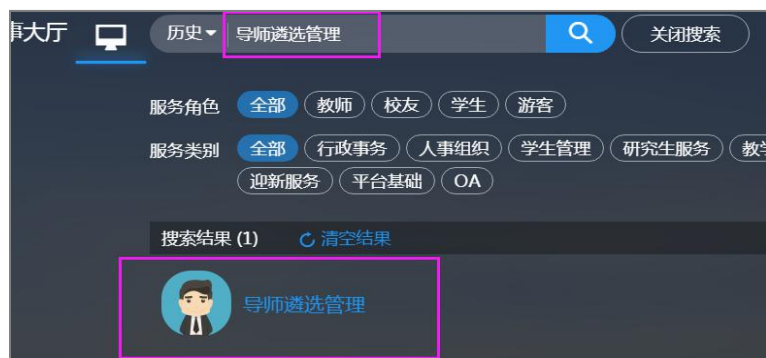 事大厅 历史 导师遴选管理 关闭搜索
服务角色 全部 教师 校友 学生 游客
服务类别 全部 行政事务 人事组织 学生管理 研究生服务 教学
迎新服务 平台基础 OA
搜索结果 (1) 清空结果
导师遴选管理